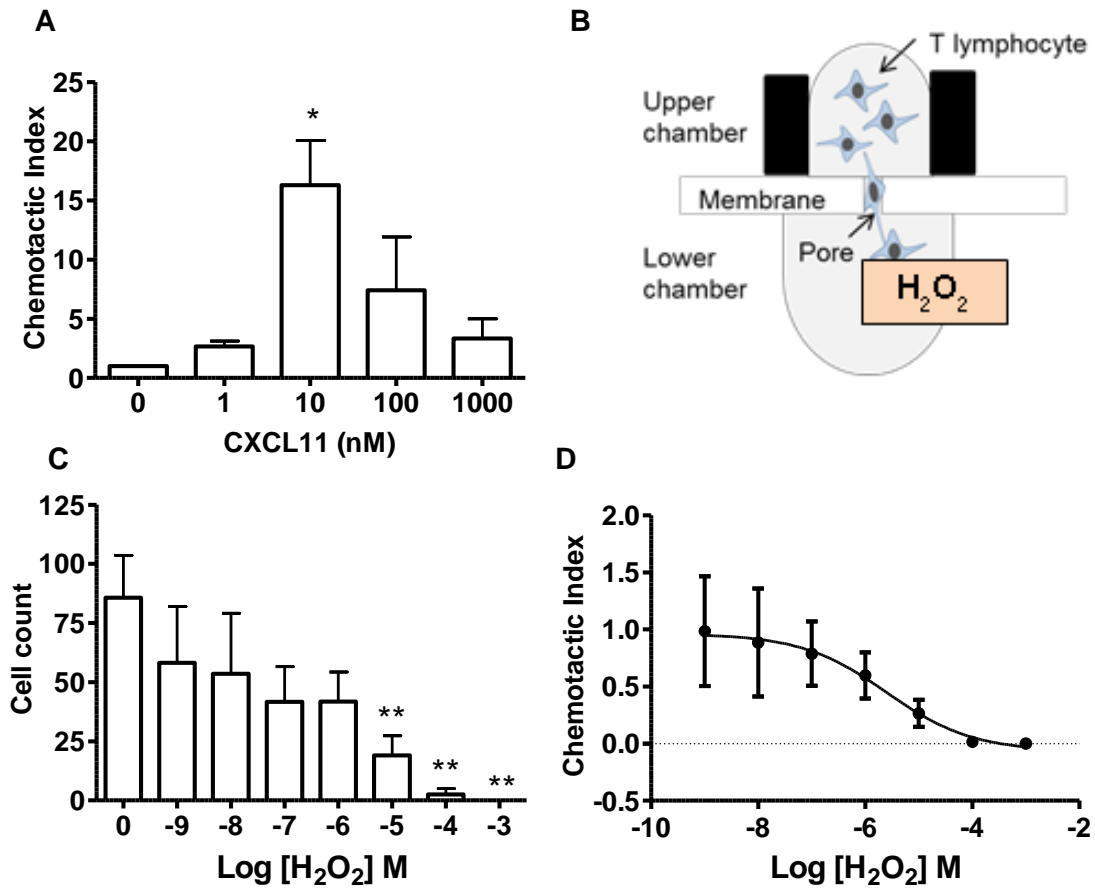 A
Chemotactic Index
25
20
15
10
5
0
*
0 1 10 100 1000
CXCL11 (nM)
B
T lymphocyte
Upper
chamber
Membrane
Pore
Lower
chamber
H₂O₂
C
Cell count
125
100
75
50
25
0
**
**
**
0 -9 -8 -7 -6 -5 -4 -3
Log [H₂O₂] M
D
Chemotactic Index
2.0
1.5
1.0
0.5
0.0
-0.5
-10 -8 -6 -4 -2
Log [H₂O₂] M